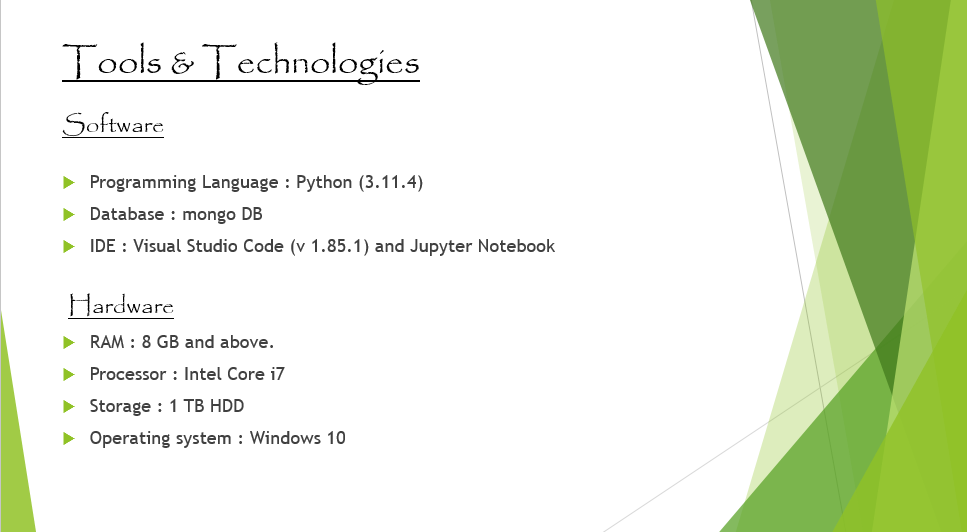 Tools & Technologies
Software
Programming Language : Python (3.11.4)
Database : mongo DB
IDE : Visual Studio Code (v 1.85.1) and Jupyter Notebook
Hardware
RAM : 8 GB and above.
Processor : Intel Core i7
Storage : 1 TB HDD
Operating system : Windows 10